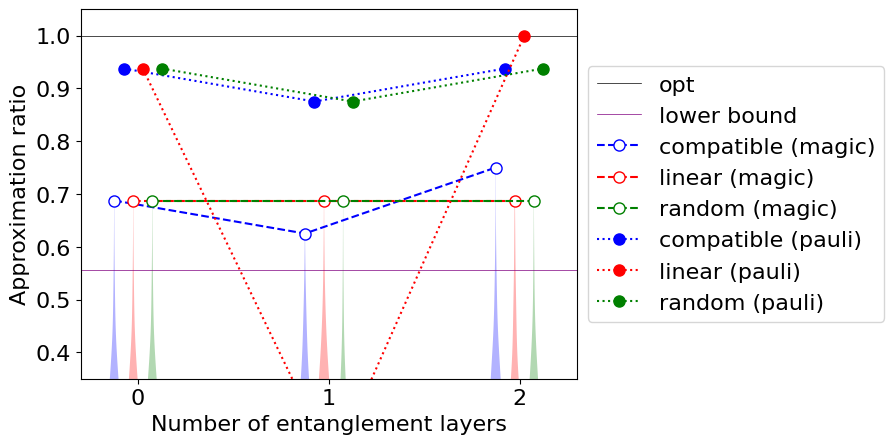 1.0
0.9
0.8
0.7
0.6
0.5
0.4
Approximation ratio
0 1 2
Number of entanglement layers
opt
lower bound
compatible (magic)
linear (magic)
random (magic)
compatible (pauli)
linear (pauli)
random (pauli)